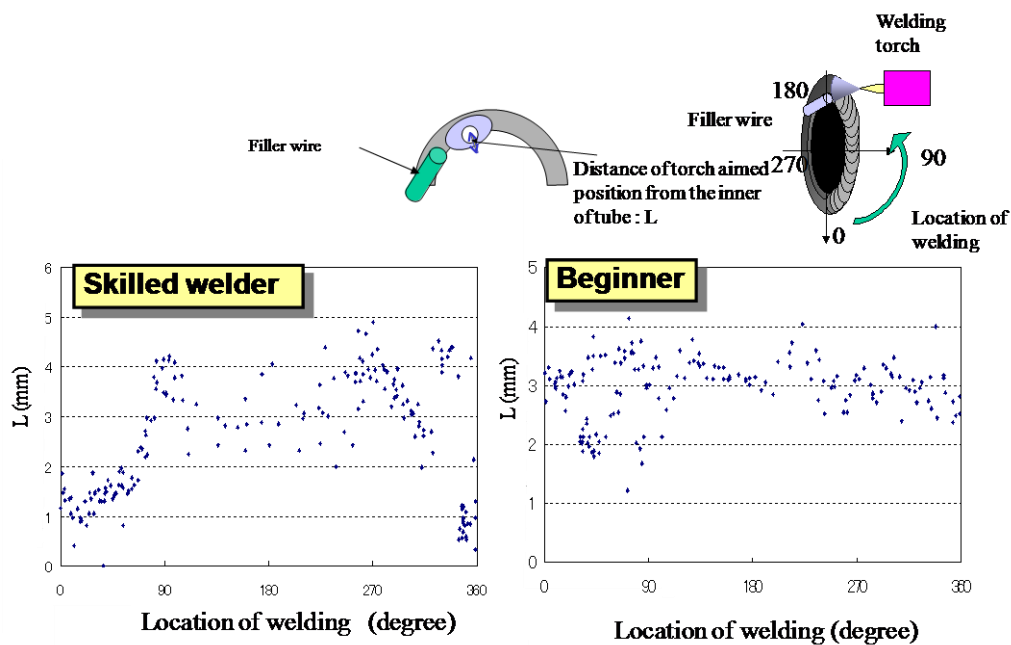 Welding
torch
180
Filler wire
Filler wire
270
90
Distance of torch aimed
position from the inner
of tube : L
0
Location of
welding
Skilled welder
6
5
4
3
2
1
0
L (mm)
0 90 180 270 360
Location of welding (degree)
Beginner
5
4
3
2
1
0
L (mm)
0 90 180 270 360
Location of welding (degree)